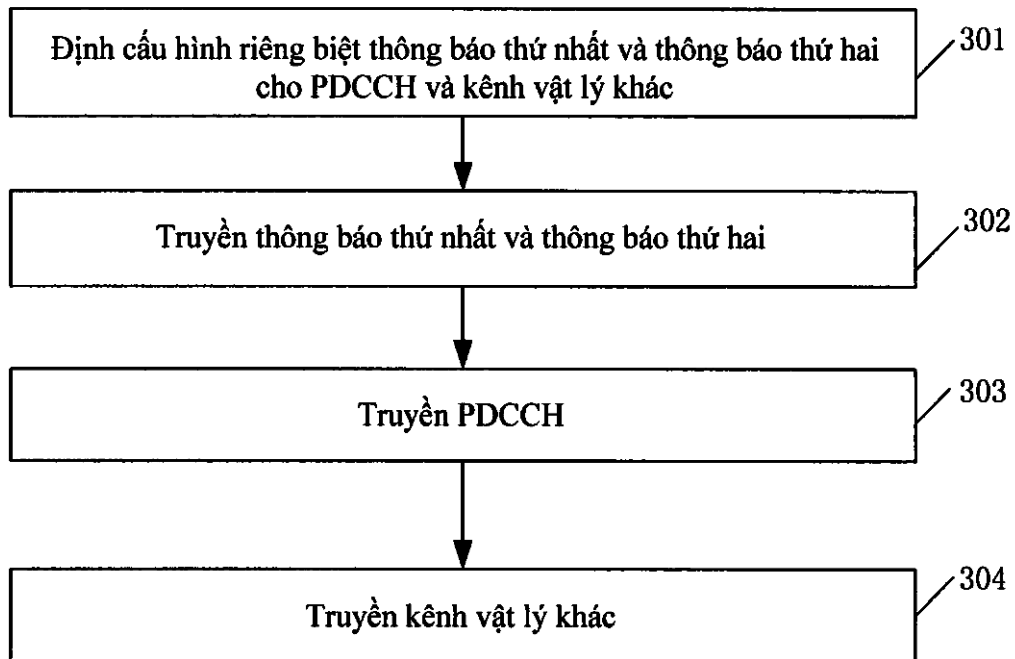 Định cấu hình riêng biệt thông báo thứ nhất và thông báo thứ hai
cho PDCCH và kênh vật lý khác
301
Truyền thông báo thứ nhất và thông báo thứ hai
302
Truyền PDCCH
303
Truyền kênh vật lý khác
304